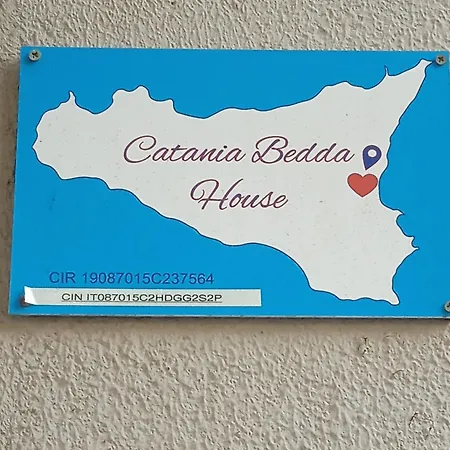 Catania Bedda
House
CIR 19087015C237564
CIN IT087015C2HDGG2S2P